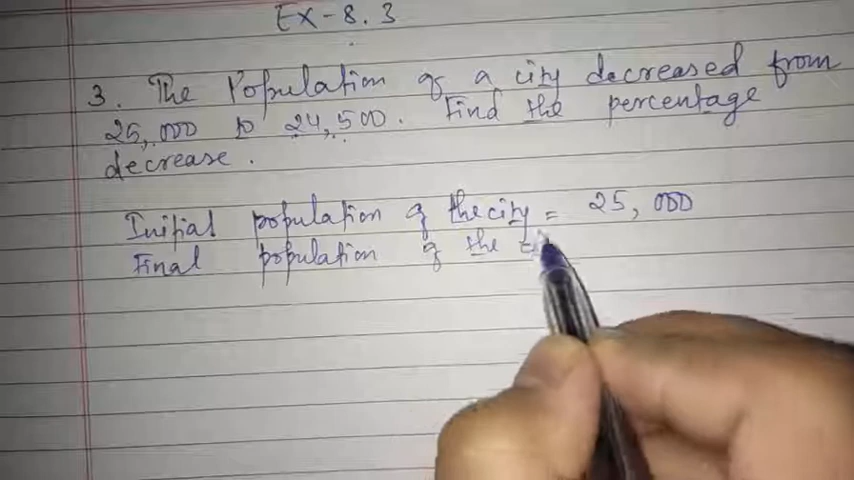 Ex-8.3
3. The Population of a city decreased from
25,000 to 24,500. Find the percentage
decrease.
Initial population of the city = 25,000
Final population of the